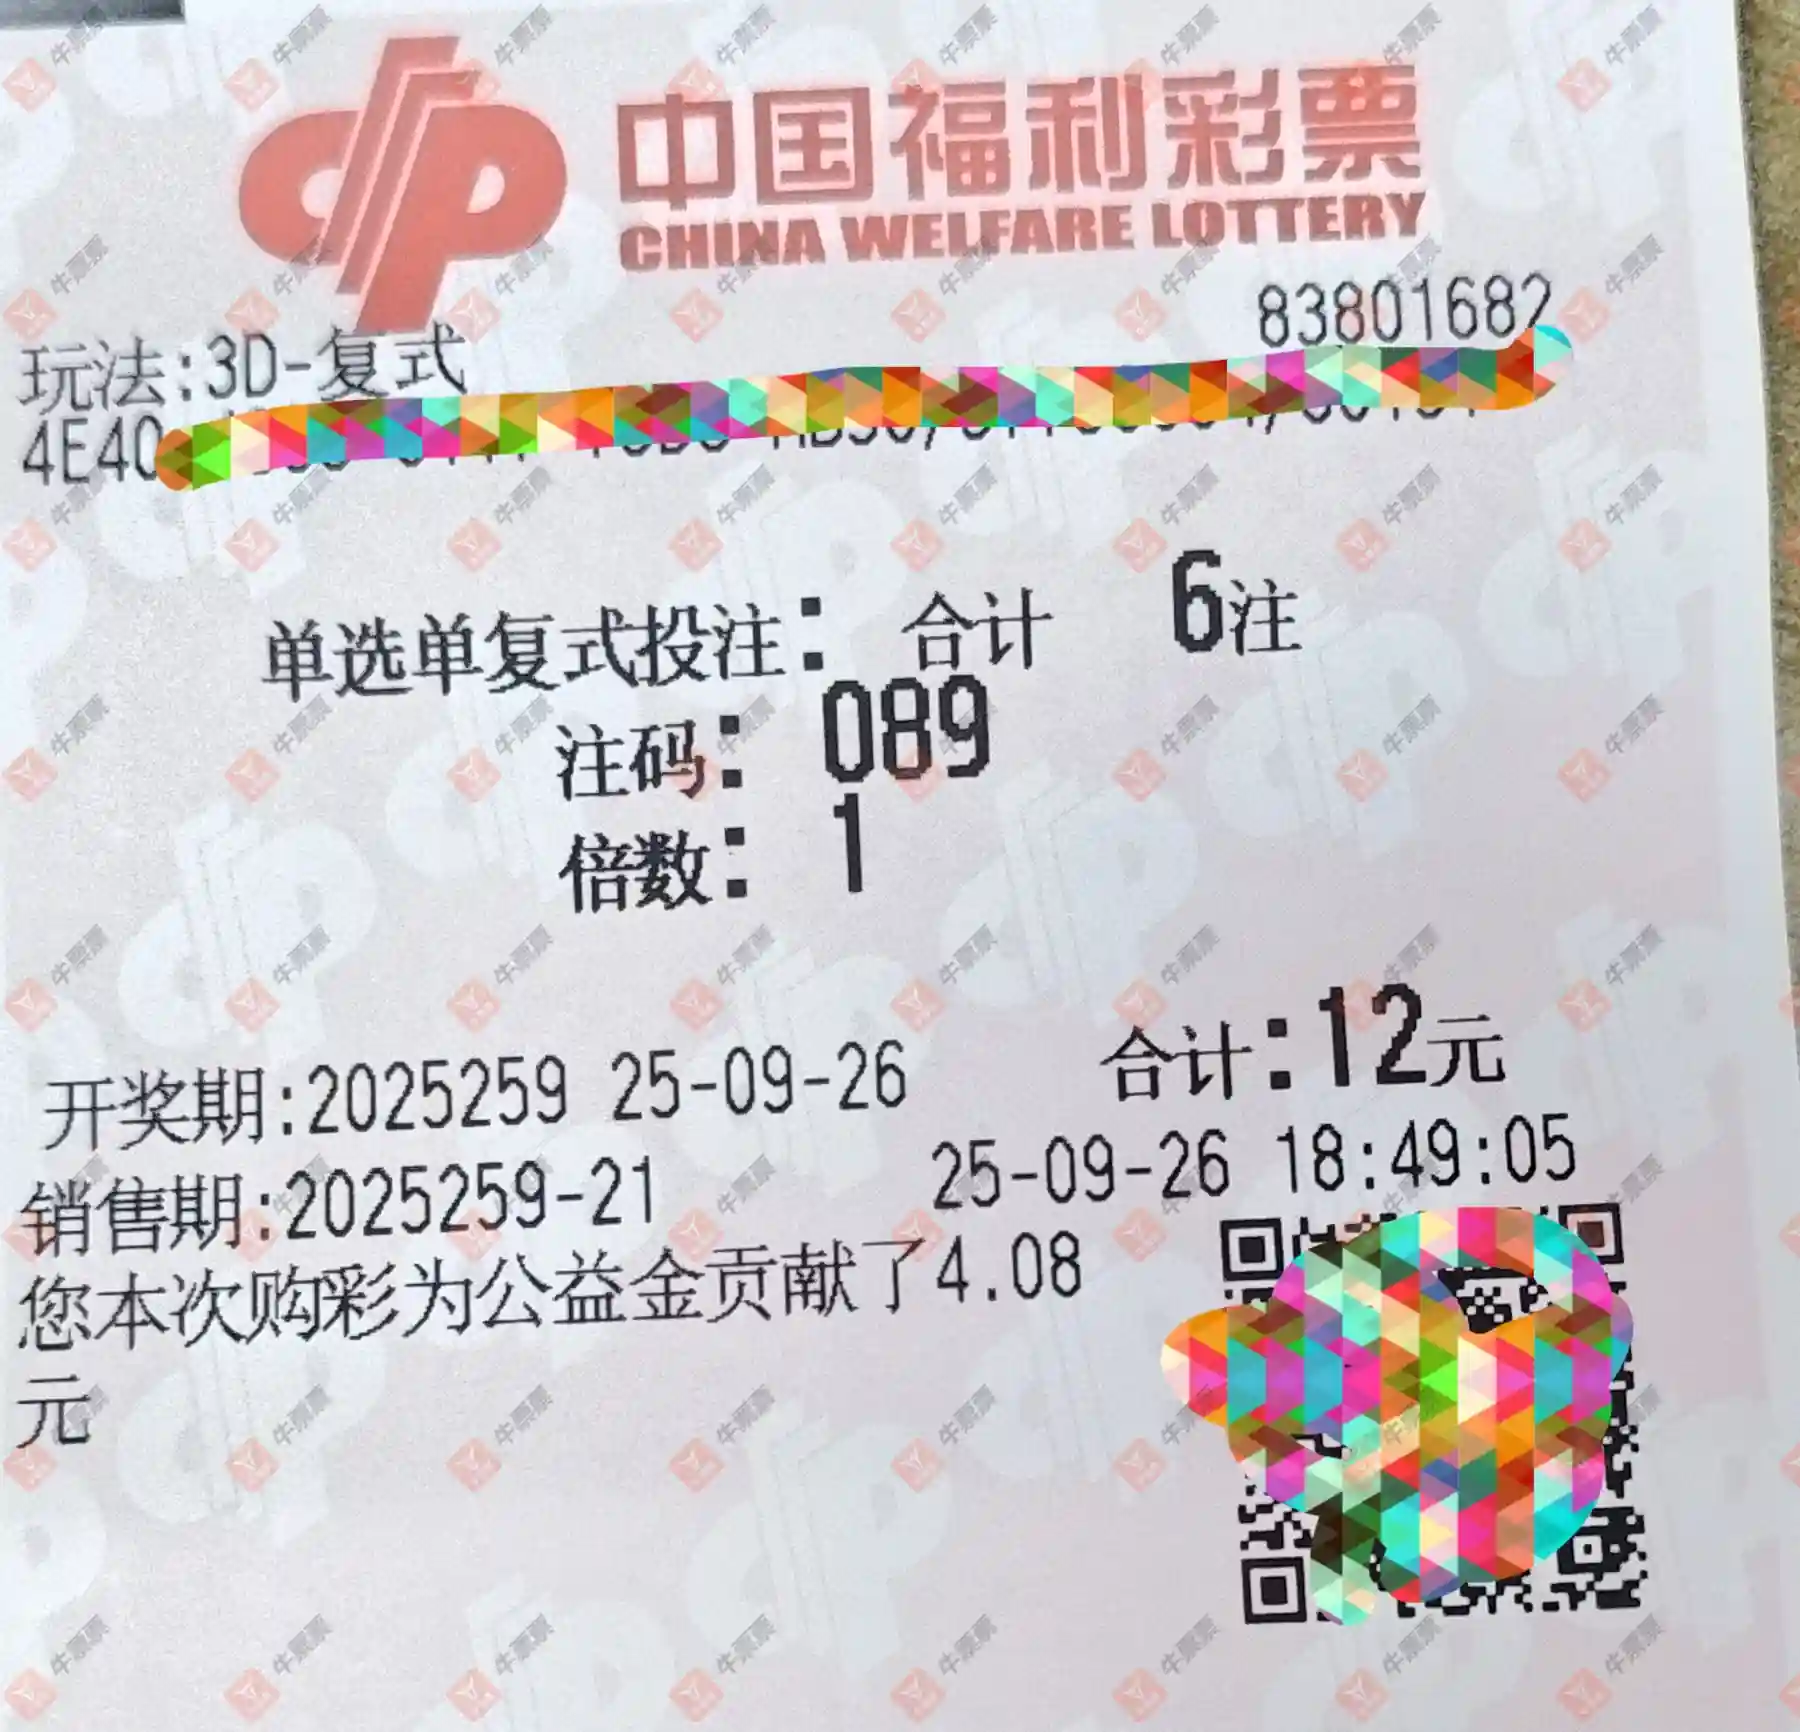 中国福利彩票
CHINA WELFARE LOTTERY
83801682
玩法:3D-复式
4E40
单选单复式投注: 合计 6注
注码: 089
倍数: 1
合计:12元
开奖期:2025259 25-09-26
销售期:2025259-21 25-09-26 18:49:05
您本次购彩为公益金贡献了4.08
元
牛票票